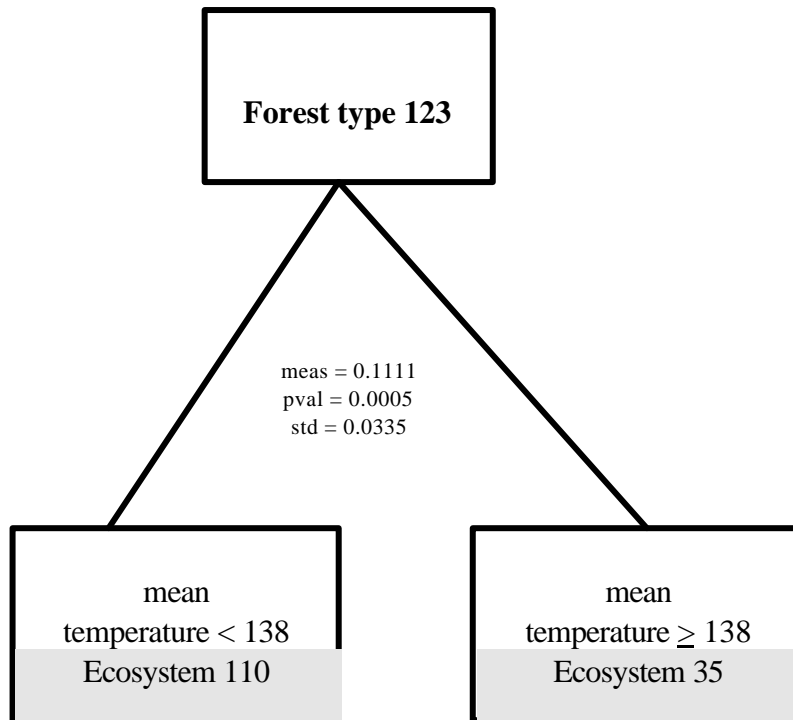 Forest type 123
meas = 0.1111
pval = 0.0005
std = 0.0335
mean
temperature < 138
Ecosystem 110
mean
temperature ≥ 138
Ecosystem 35